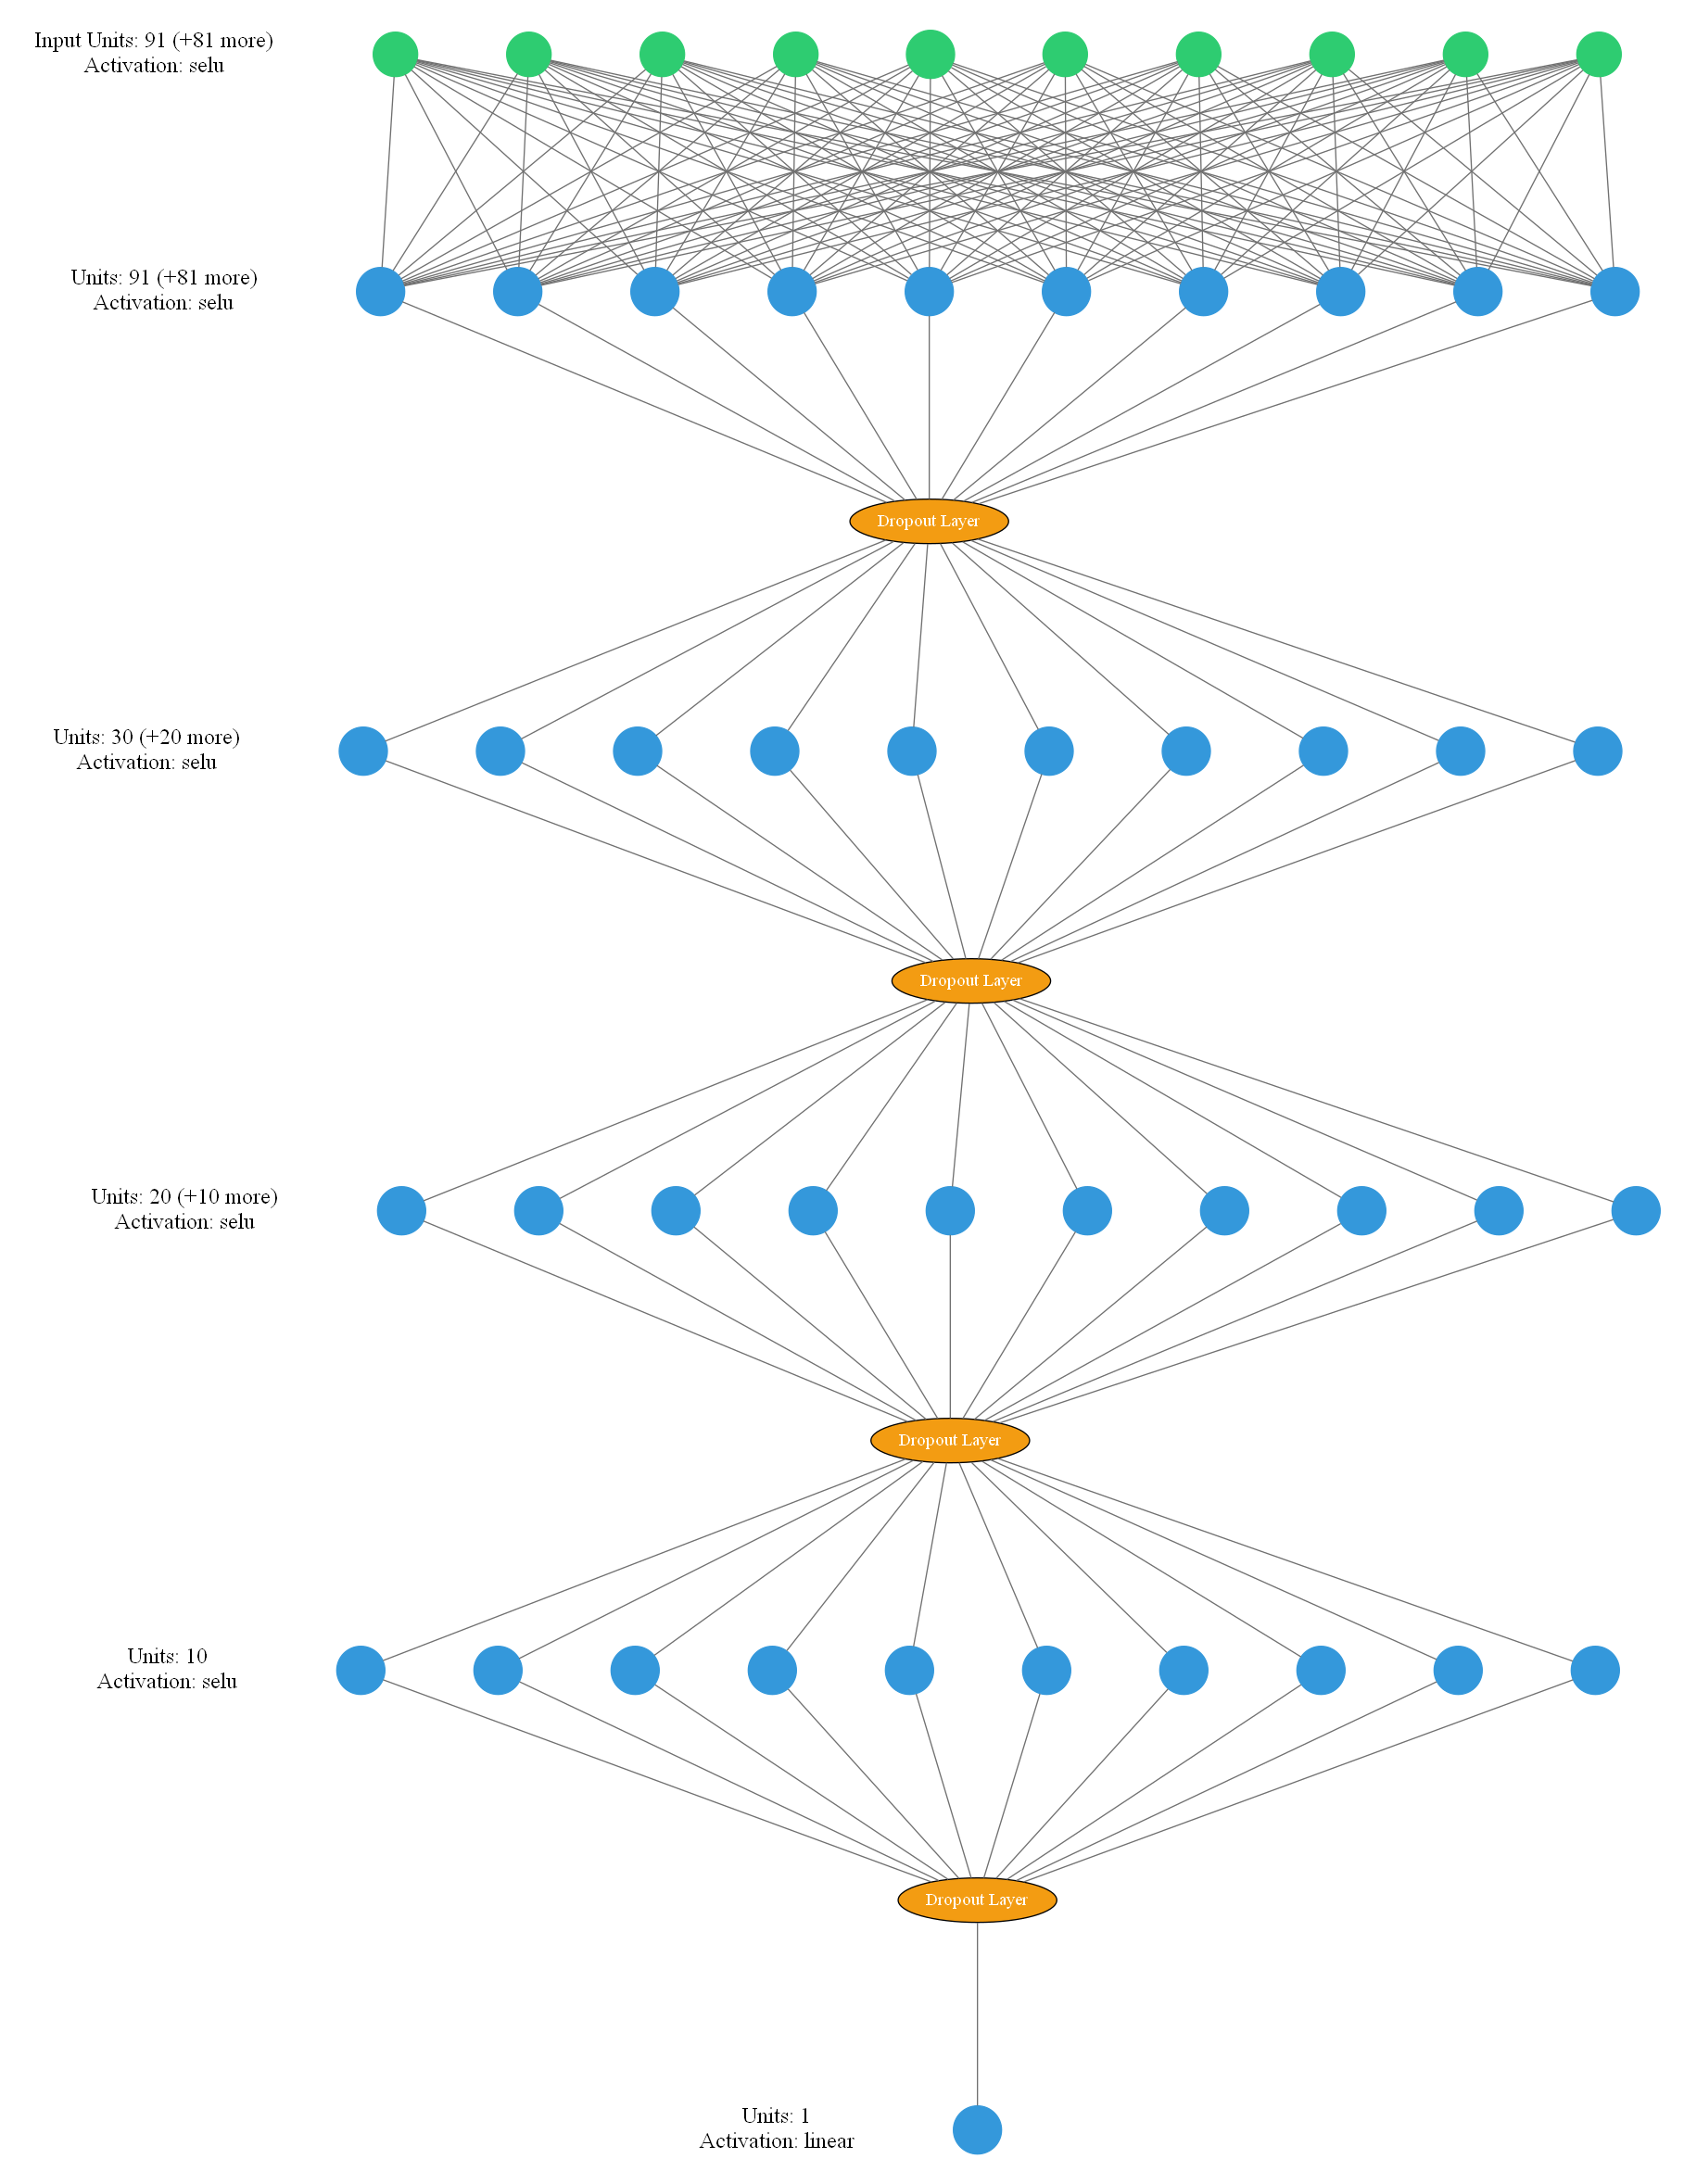 Input Units: 91 (+81 more)
Activation: selu
Units: 91 (+81 more)
Activation: selu
Dropout Layer
Units: 30 (+20 more)
Activation: selu
Dropout Layer
Units: 20 (+10 more)
Activation: selu
Dropout Layer
Units: 10
Activation: selu
Dropout Layer
Units: 1
Activation: linear